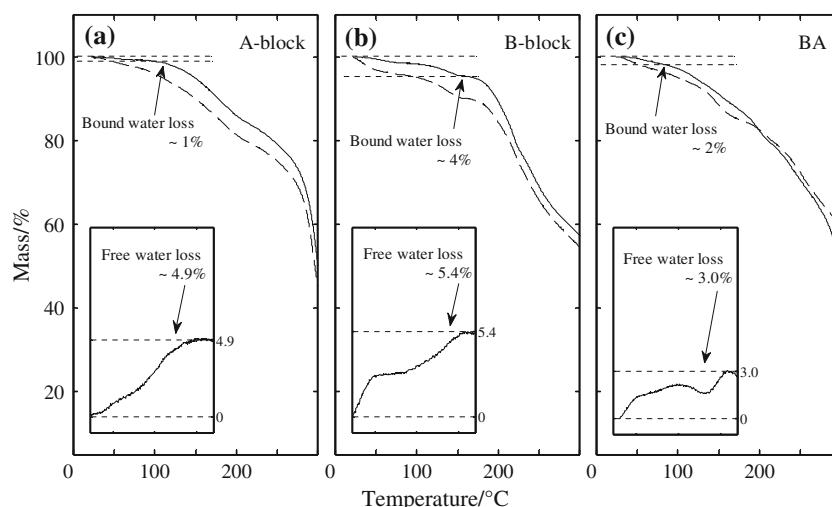 (a) A-block
(b) B-block
(c) BA
Mass/%
100
80
60
40
20
Bound water loss
~ 1%
Bound water loss
~ 4%
Bound water loss
~ 2%
Free water loss
~ 4.9%
4.9
0
Free water loss
~ 5.4%
5.4
0
Free water loss
~ 3.0%
3.0
0
0 100 200 0 100 200 0 100 200
Temperature/°C